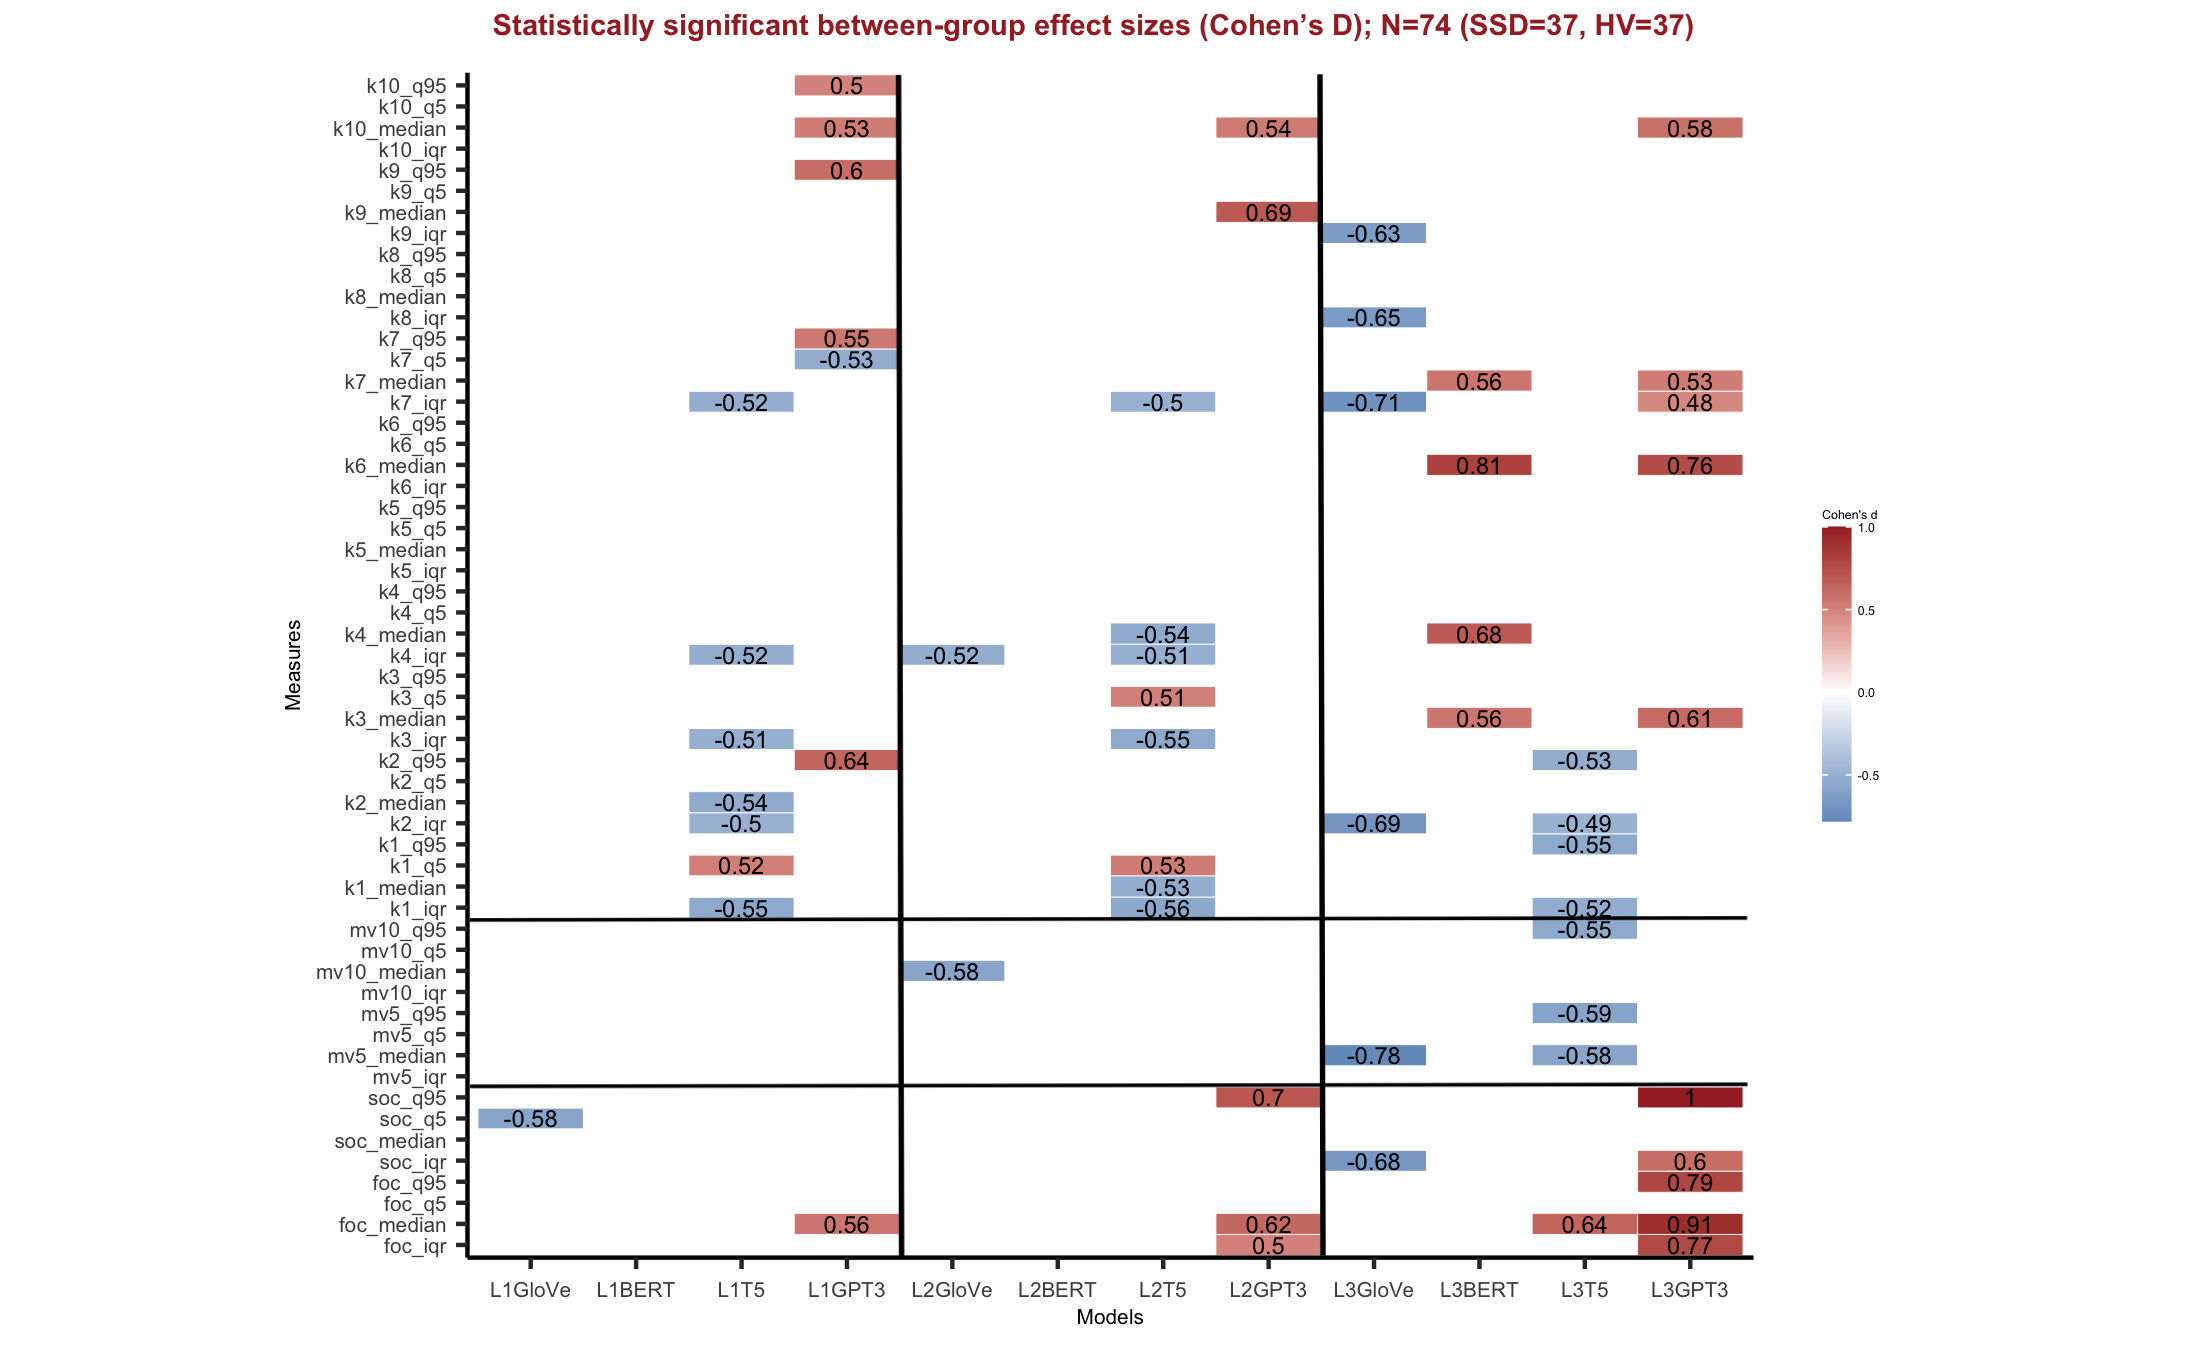 Statistically significant between-group effect sizes (Cohen’s D); N=74 (SSD=37, HV=37)
Measures
k10_q95 0.5
k10_q5
k10_median 0.53 0.54 0.58
k10_iqr
k9_q95 0.6
k9_q5
k9_median 0.69
k9_iqr -0.63
k8_q95
k8_q5
k8_median
k8_iqr -0.65
k7_q95 0.55
k7_q5 -0.53
k7_median 0.56 0.53
k7_iqr -0.52 -0.5 -0.71 0.48
k6_q95
k6_q5
k6_median 0.81 0.76
k6_iqr
k5_q95
k5_q5
k5_median
k5_iqr
k4_q95
k4_q5
k4_median -0.54 0.68
k4_iqr -0.52 -0.52 -0.51
k3_q95
k3_q5 0.51
k3_median 0.56 0.61
k3_iqr -0.51 -0.55
k2_q95 0.64 -0.53
k2_q5
k2_median -0.54
k2_iqr -0.5 -0.69 -0.49
k1_q95 -0.55
k1_q5 0.52 0.53
k1_median -0.53
k1_iqr -0.55 -0.56 -0.52
mv10_q95 -0.55
mv10_q5
mv10_median -0.58
mv10_iqr
mv5_q95 -0.59
mv5_q5
mv5_median -0.78 -0.58
mv5_iqr
soc_q95 0.7 1
soc_q5 -0.58
soc_median
soc_iqr -0.68 0.6
foc_q95 0.79
foc_q5
foc_median 0.56 0.62 0.64 0.91
foc_iqr 0.5 0.77
L1GloVe L1BERT L1T5 L1GPT3 L2GloVe L2BERT L2T5 L2GPT3 L3GloVe L3BERT L3T5 L3GPT3
Models
Cohen's d
1.0
0.5
0.0
-0.5